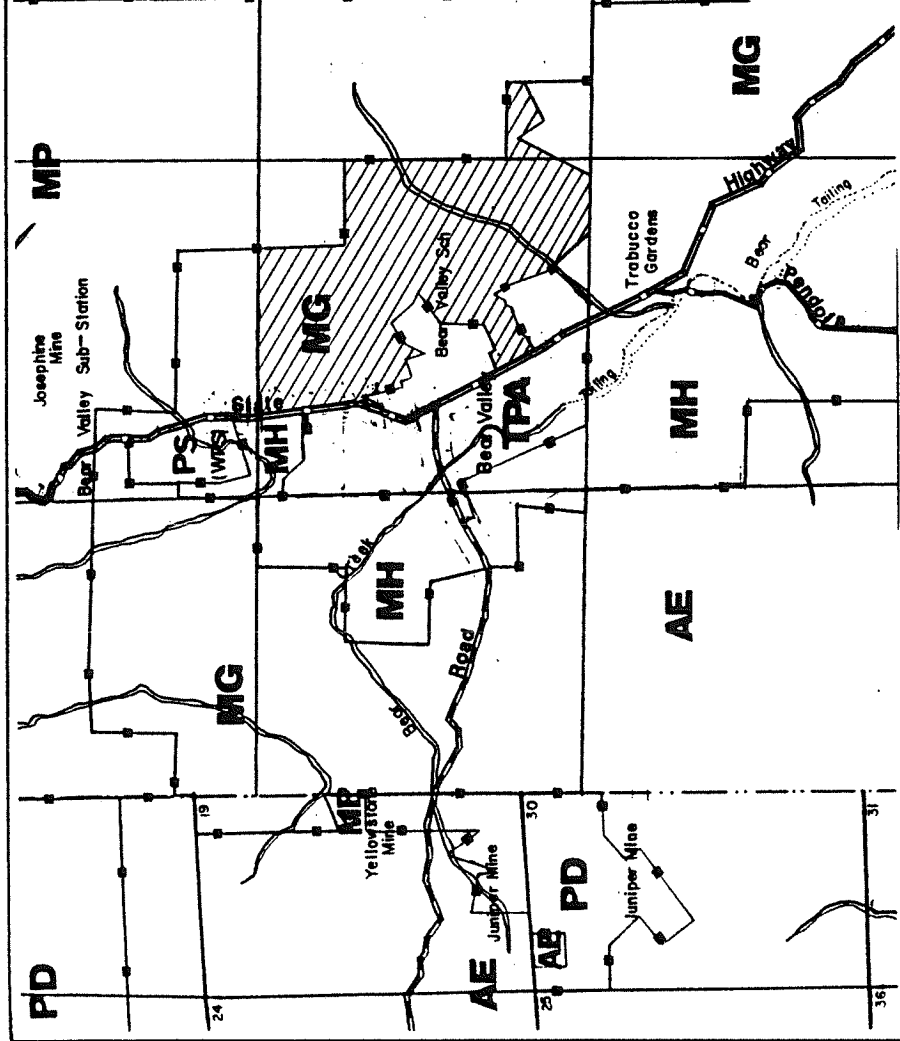 MP
Josephine
Mine
Bear Valley Sub-Station
PS
(WKS)
MH
State
MG
Bear Valley Sch
MG
Highway
Trabucco
Gardens
Bear
Tailing
Pendola
Bear Valley
TPA
Tailing
MH
MG
Creek
MH
Bear
Road
AE
PD
19
24
MP
Yellowstone
Mine
Juniper Mine
AE
30
25
AE
PD
Juniper Mine
31
36